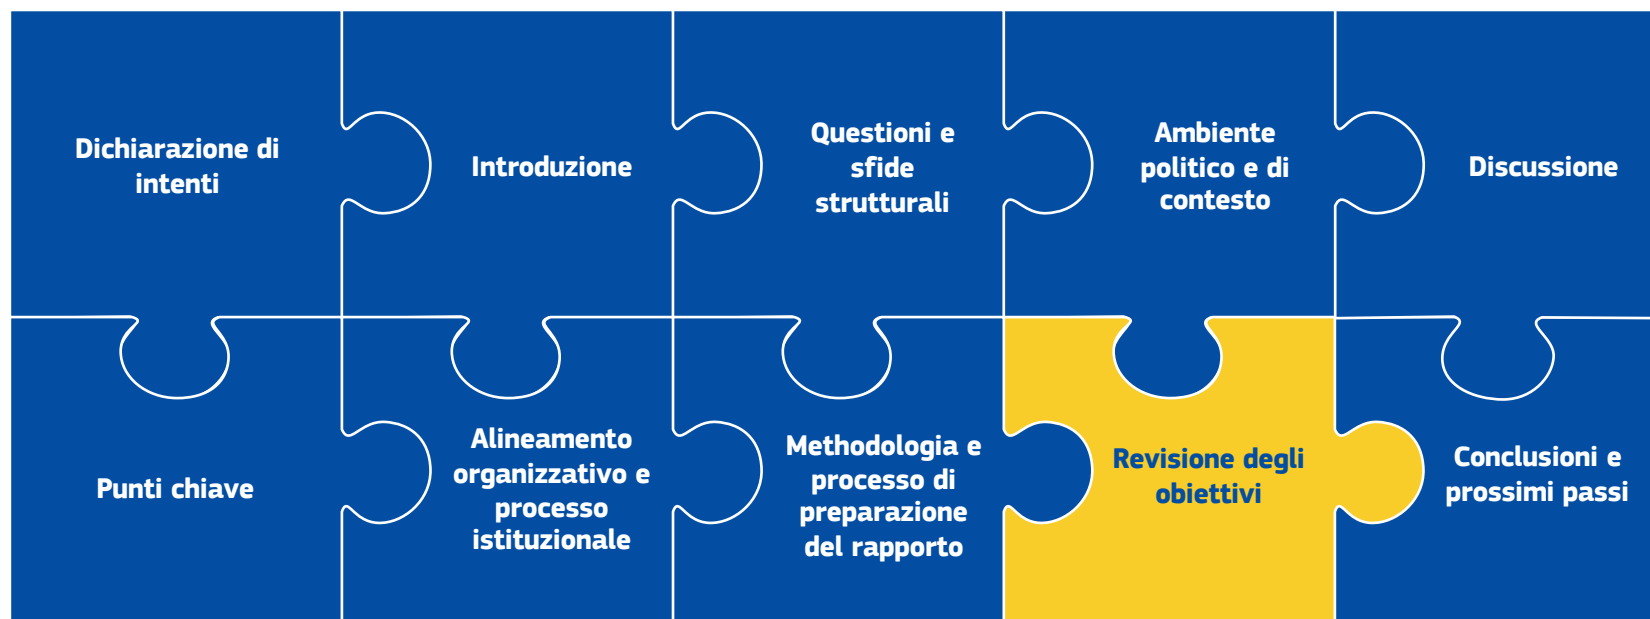 Dichiarazione di
intenti
Introduzione
Questioni e
sfide
strutturali
Ambiente
politico e di
contesto
Discussione
Punti chiave
Alineamento
organizzativo e
processo
istituzionale
Methodologia e
processo di
preparazione
del rapporto
Revisione degli
obiettivi
Conclusioni e
prossimi passi